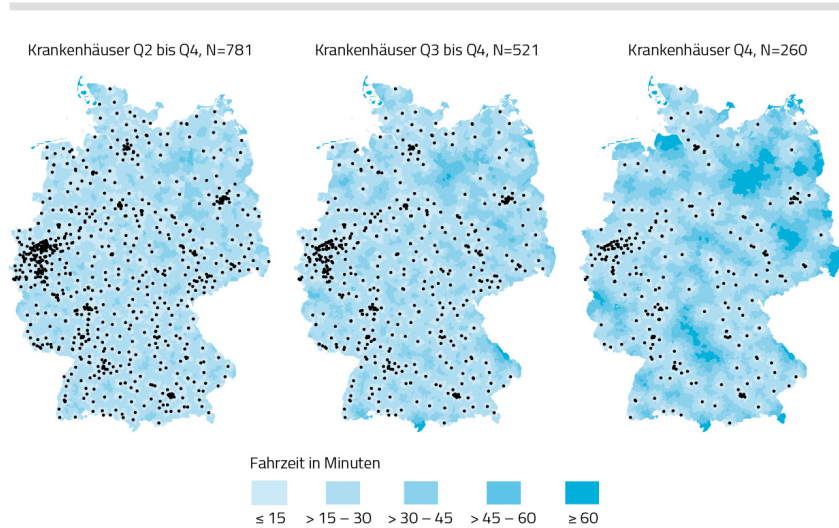 Krankenhäuser Q2 bis Q4, N=781
Krankenhäuser Q3 bis Q4, N=521
Krankenhäuser Q4, N=260
Fahrzeit in Minuten
≤ 15
> 15 – 30
> 30 – 45
> 45 – 60
≥ 60